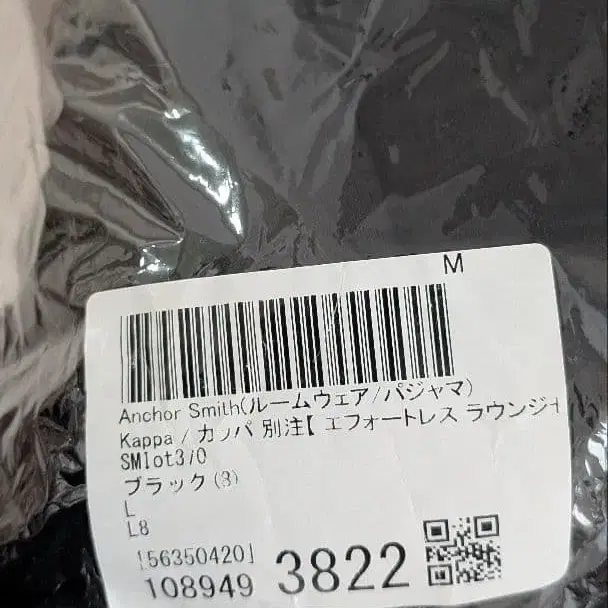 M
Anchor Smith(ルームウェア/パジャマ)
Kappa / カッパ 別注【 エフォートレス ラウンジ
SMlot3/0
ブラック(3)
L
L8
[56350420]
108949 3822